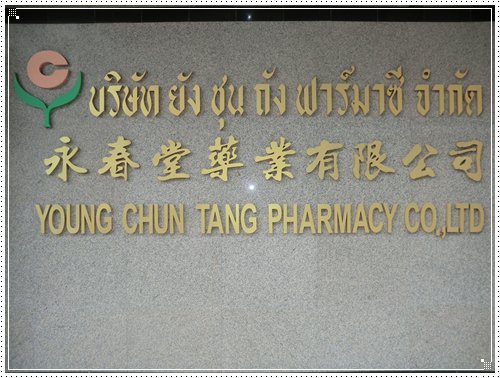 บริษัท ยัง ชุน ถัง ฟาร์มาซี จำกัด
永春堂藥業有限公司
YOUNG CHUN TANG PHARMACY CO.,LTD